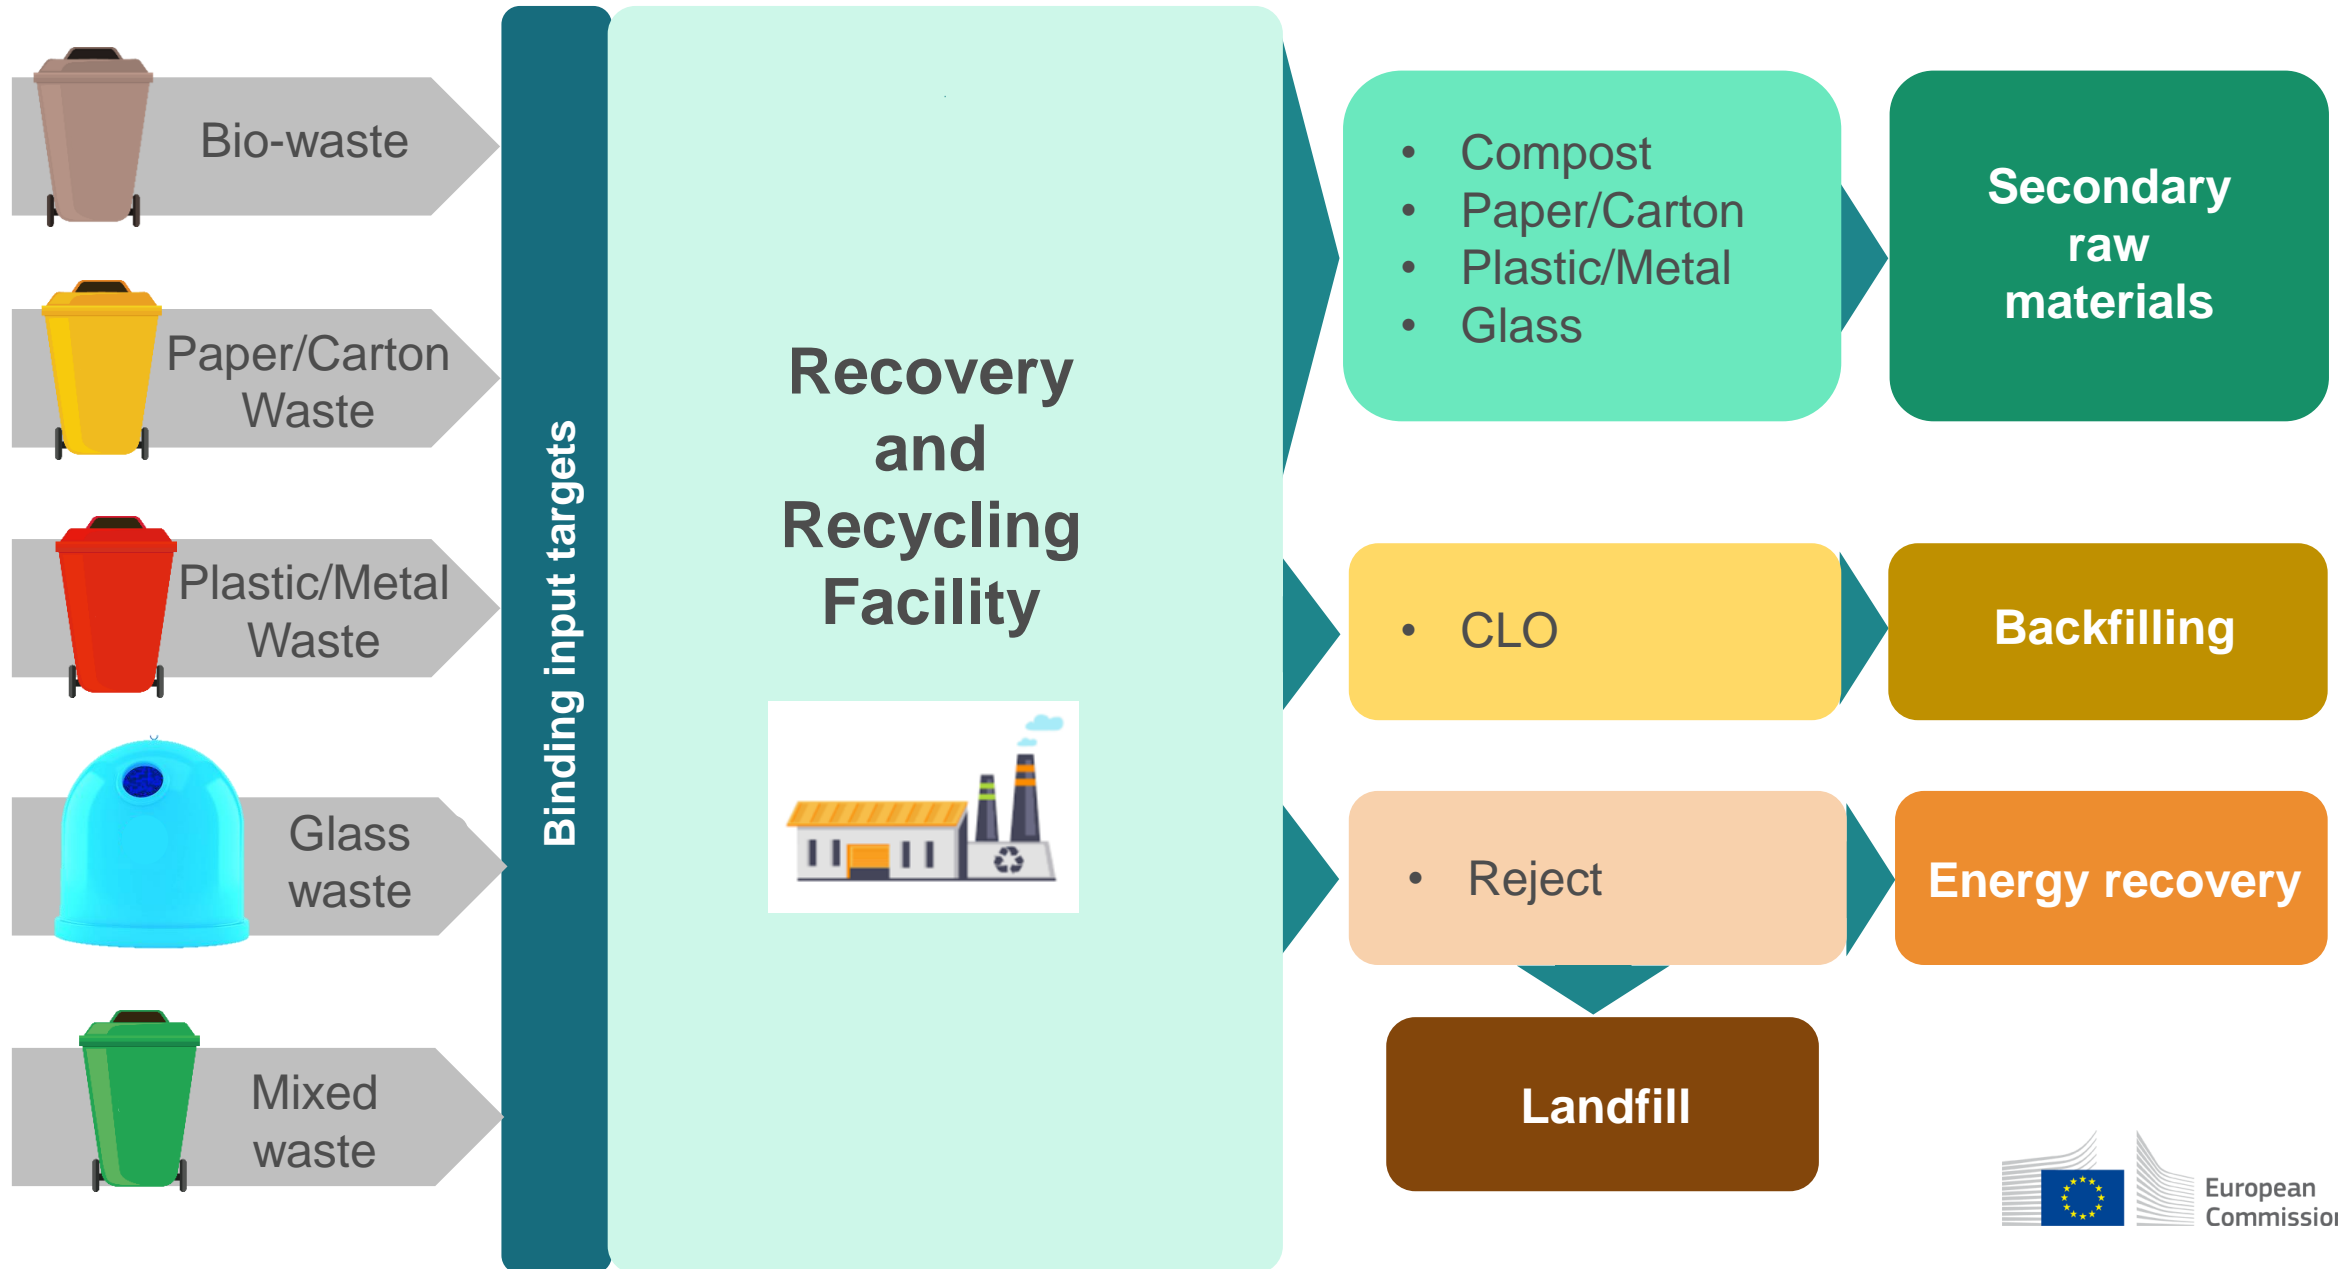 Bio-waste
Paper/Carton
Waste
Plastic/Metal
Waste
Glass
waste
Mixed
waste
Binding input targets
Recovery
and
Recycling
Facility
• Compost
• Paper/Carton
• Plastic/Metal
• Glass
Secondary
raw
materials
• CLO
Backfilling
• Reject
Energy recovery
Landfill
European
Commission